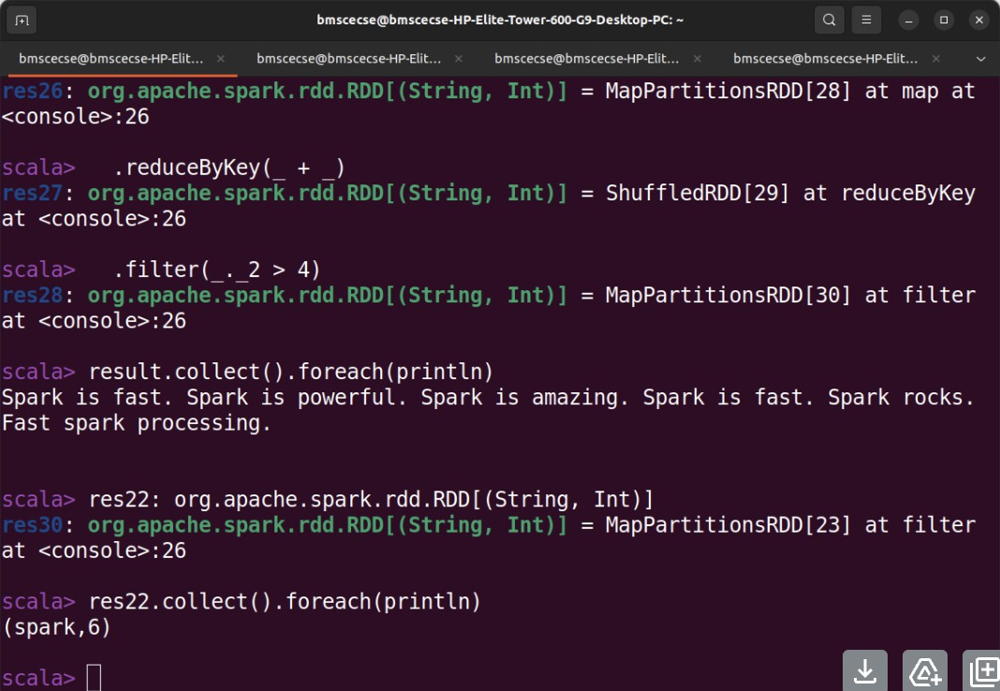 bmscecse@bmscecse-HP-Elite-Tower-600-G9-Desktop-PC: ~
bmscecse@bmscecse-HP-Elit... × bmscecse@bmscecse-HP-Elit... × bmscecse@bmscecse-HP-Elit... × bmscecse@bmscecse-HP-Elit... ×
res26: org.apache.spark.rdd.RDD[(String, Int)] = MapPartitionsRDD[28] at map at
<console>:26
scala>   .reduceByKey(_ + _)
res27: org.apache.spark.rdd.RDD[(String, Int)] = ShuffledRDD[29] at reduceByKey
at <console>:26
scala>   .filter(_._2 > 4)
res28: org.apache.spark.rdd.RDD[(String, Int)] = MapPartitionsRDD[30] at filter
at <console>:26
scala> result.collect().foreach(println)
Spark is fast. Spark is powerful. Spark is amazing. Spark is fast. Spark rocks.
Fast spark processing.
scala> res22: org.apache.spark.rdd.RDD[(String, Int)]
res30: org.apache.spark.rdd.RDD[(String, Int)] = MapPartitionsRDD[23] at filter
at <console>:26
scala> res22.collect().foreach(println)
(spark,6)
scala>